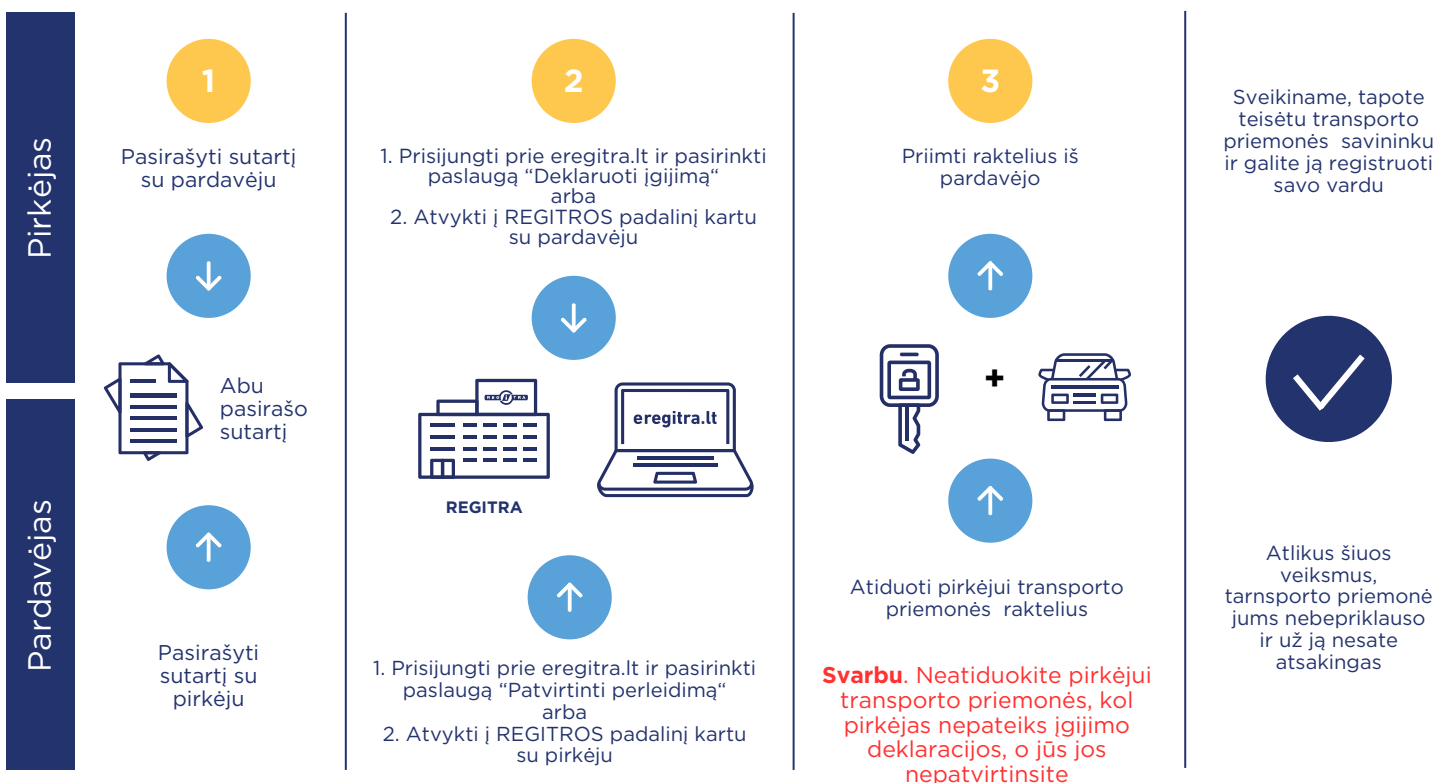 Pirkėjas
1
Pasirašyti sutartį
su pardavėju
Abu
pasirašo
sutartį
Pardavėjas
Pasirašyti
sutartį su
pirkėju
2
1. Prisijungti prie eregitra.lt ir pasirinkti
paslaugą “Deklaruoti įgijimą“
arba
2. Atvykti į REGITROS padalinį kartu
su pardavėju
REGITRA
eregitra.lt
REGITRA
1. Prisijungti prie eregitra.lt ir pasirinkti
paslaugą “Patvirtinti perleidimą“
arba
2. Atvykti į REGITROS padalinį kartu
su pirkėju
3
Priimti raktelius iš
pardavėjo
+
Atiduoti pirkėjui transporto
priemonės raktelius
Svarbu. Neatiduokite pirkėjui
transporto priemonės, kol
pirkėjas nepateiks įgijimo
deklaracijos, o jūs jos
nepatvirtinsite
Sveikiname, tapote
teisėtu transporto
priemonės savininku
ir galite ją registruoti
savo vardu
Atlikus šiuos
veiksmus,
tarnsporto priemonė
jums nebepriklauso
ir už ją nesate
atsakingas